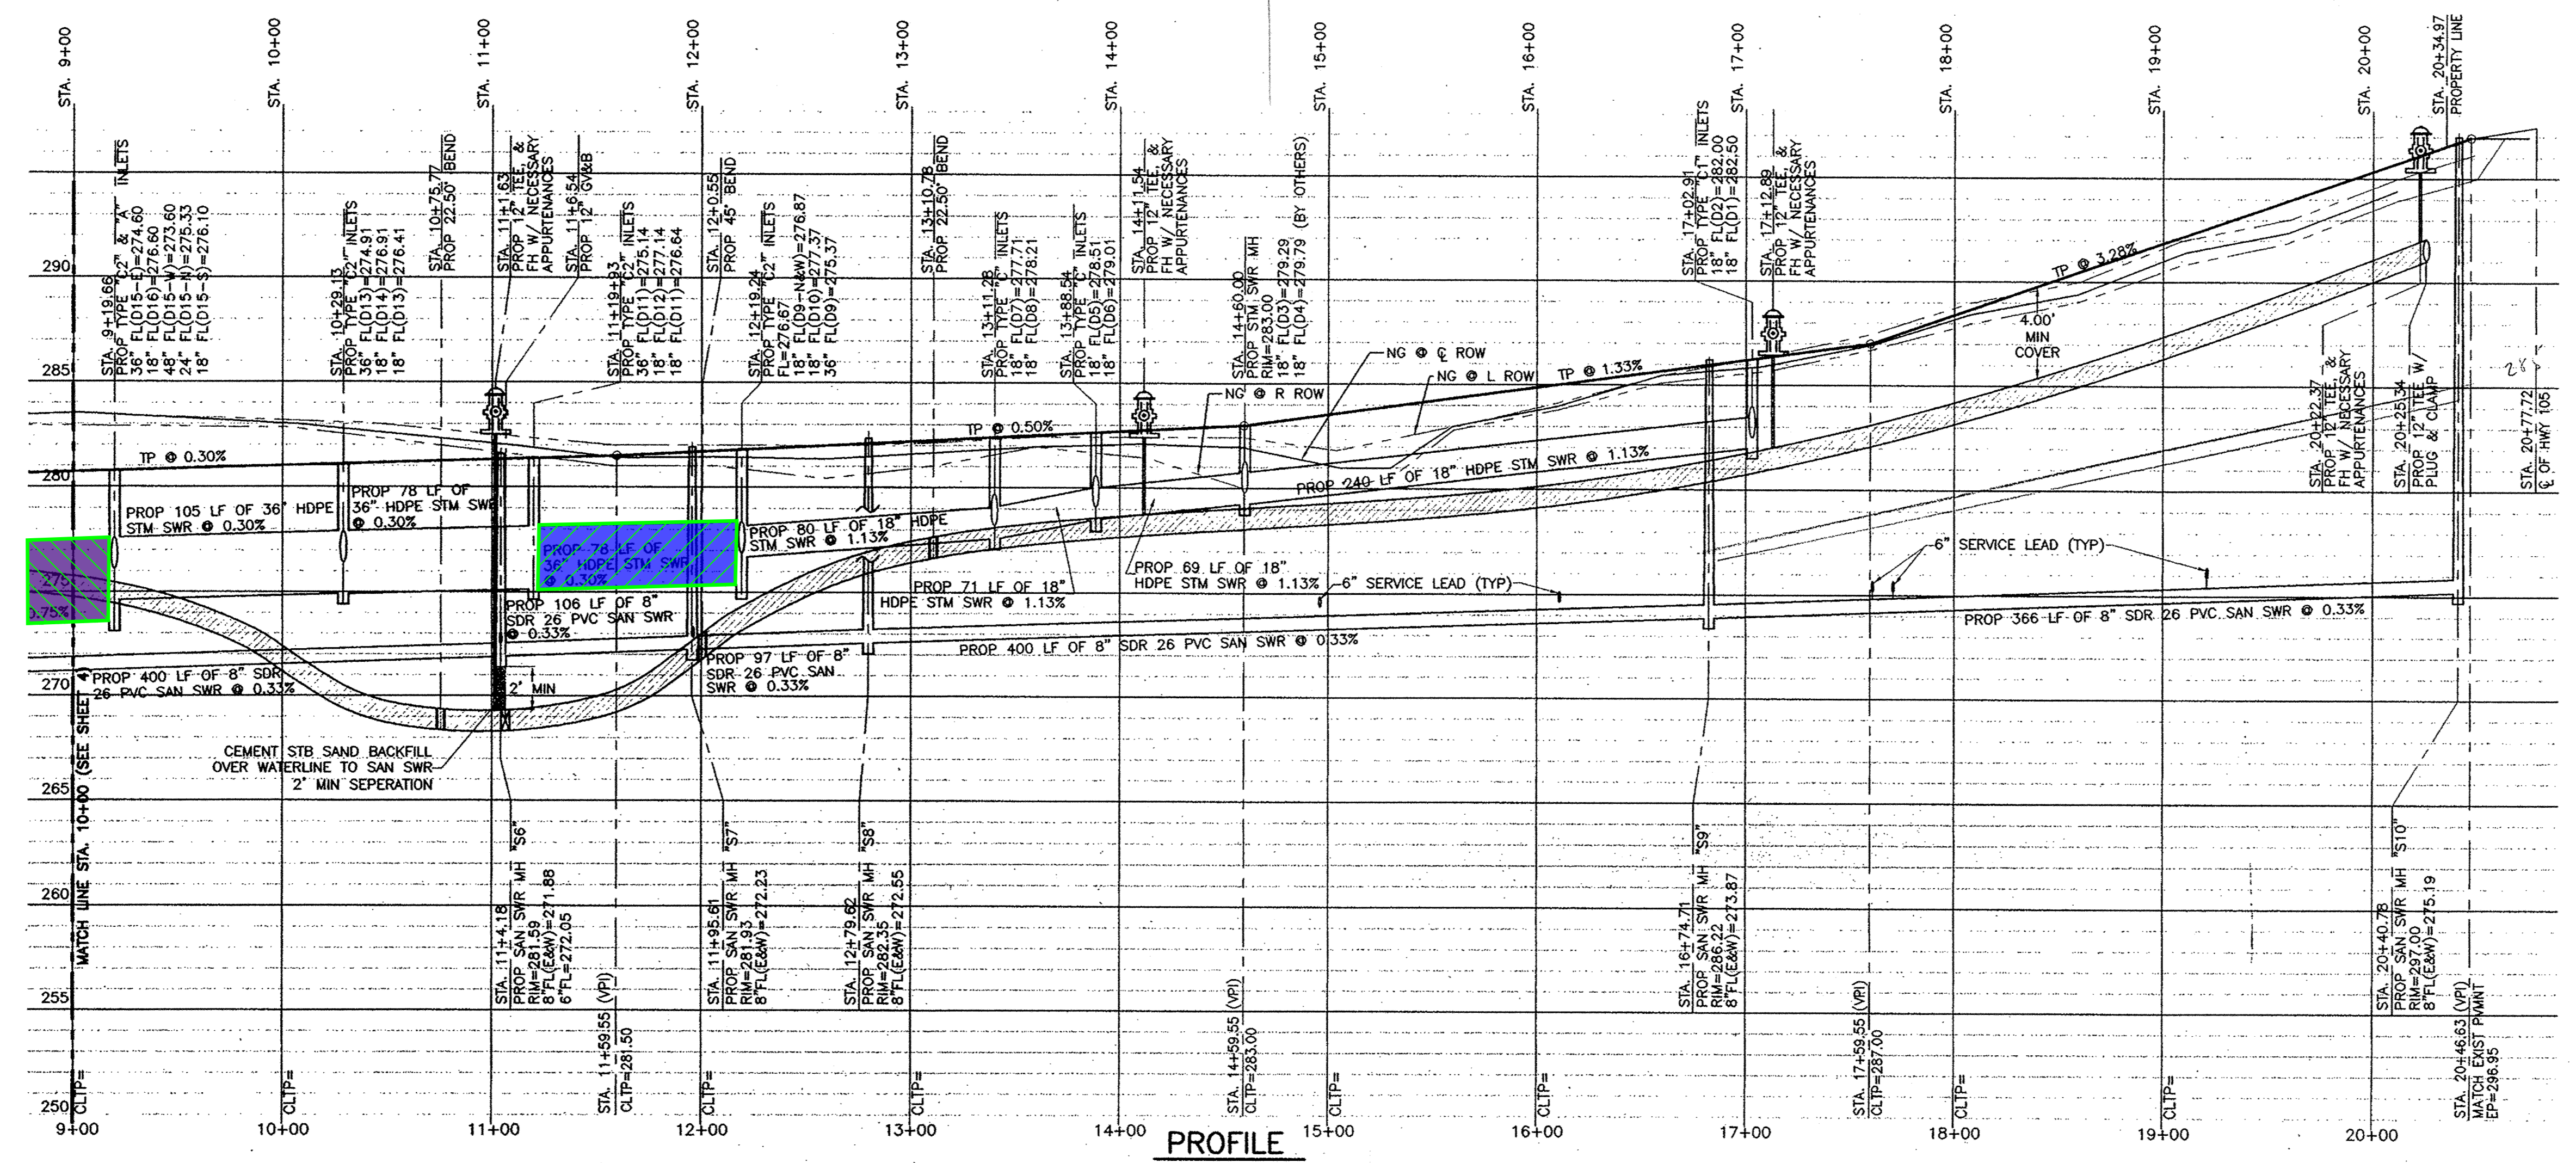 STA. 9+00
STA. 10+00
STA. 11+00
STA. 12+00
STA. 13+00
STA. 14+00
STA. 15+00
STA. 16+00
STA. 17+00
STA. 18+00
STA. 19+00
STA. 20+00
STA. 20+34.97
PROPERTY LINE
STA. 9+19.66
PROP TYPE "C2" & "A" INLETS
36" FL(D15-E)=274.60
18" FL(D16)=276.60
48" FL(D15-W)=273.60
24" FL(D15-N)=275.33
18" FL(D15-S)=276.10
STA. 10+29.13
PROP TYPE "C2" INLETS
36" FL(D13)=274.91
18" FL(D14)=276.91
18" FL(D13)=276.41
STA. 10+75.77
PROP 22.50° BEND
STA. 11+1.63
PROP 12" TEE, &
FH W/ NECESSARY
APPURTENANCES
STA. 11+6.54
PROP 12" GV&B
STA. 11+19.93
PROP TYPE "C2" INLETS
36" FL(D11)=275.14
18" FL(D12)=277.14
18" FL(D11)=276.64
STA. 12+0.55
PROP 45° BEND
STA. 12+19.24
PROP TYPE "C2" INLETS
FL=276.67
18" FL(D9-N&W)=276.87
18" FL(D10)=277.37
36" FL(D9)=275.37
STA. 13+10.78
PROP 22.50° BEND
STA. 13+11.26
PROP TYPE "C" INLETS
18" FL(D7)=277.71
18" FL(D8)=278.21
STA. 13+88.54
PROP TYPE "C" INLETS
18" FL(D5)=278.51
18" FL(D6)=279.01
STA. 14+11.54
PROP 12" TEE, &
FH W/ NECESSARY
APPURTENANCES
STA. 14+60.00
PROP STM SWR MH
RIM=283.00
18" FL(D3)=279.29
18" FL(D4)=279.79 (BY OTHERS)
STA. 17+02.91
PROP TYPE "C1" INLETS
18" FL(D2)=282.00
18" FL(D1)=282.50
STA. 17+12.89
PROP 12" TEE, &
FH W/ NECESSARY
APPURTENANCES
STA. 20+22.37
PROP 12" TEE, &
FH W/ NECESSARY
APPURTENANCES
STA. 20+25.34
PROP 12" TEE W/
PLUG & CLAMP
STA. 20+77.72
℄ OF HWY 105
290
285
280
275
270
265
260
255
250
TP @ 0.30%
TP @ 0.50%
TP @ 1.33%
TP @ 3.28%
NG @ ℄ ROW
NG @ L ROW
NG @ R ROW
4.00'
MIN
COVER
PROP 105 LF OF 36" HDPE
STM SWR @ 0.30%
PROP 78 LF OF
36" HDPE STM SWR
@ 0.30%
PROP 78 LF OF
36" HDPE STM SWR
@ 0.30%
0.75%
PROP 80 LF OF 18" HDPE
STM SWR @ 1.13%
PROP 240 LF OF 18" HDPE STM SWR @ 1.13%
PROP 71 LF OF 18"
HDPE STM SWR @ 1.13%
PROP 69 LF OF 18"
HDPE STM SWR @ 1.13%
6" SERVICE LEAD (TYP)
6" SERVICE LEAD (TYP)
PROP 106 LF OF 8"
SDR 26 PVC SAN SWR
@ 0.33%
PROP 97 LF OF 8"
SDR 26 PVC SAN
SWR @ 0.33%
PROP 400 LF OF 8" SDR
26 PVC SAN SWR @ 0.33%
PROP 400 LF OF 8" SDR 26 PVC SAN SWR @ 0.33%
PROP 366 LF OF 8" SDR 26 PVC SAN SWR @ 0.33%
2' MIN
CEMENT STB SAND BACKFILL
OVER WATERLINE TO SAN SWR
2' MIN SEPERATION
MATCH LINE STA. 10+00 (SEE SHEET 4)
STA. 11+4.18
PROP SAN SWR MH "S6"
RIM=281.59
8"FL(E&W)=271.88
6"FL=272.05
STA. 11+59.55 (VPI)
CLTP=281.50
STA. 11+95.61
PROP SAN SWR MH "S7"
RIM=281.93
8"FL(E&W)=272.23
STA. 12+79.62
PROP SAN SWR MH "S8"
RIM=282.35
8"FL(E&W)=272.55
STA. 14+59.55 (VPI)
CLTP=283.00
STA. 16+74.71
PROP SAN SWR MH "S9"
RIM=286.22
8"FL(E&W)=273.87
STA. 17+59.55 (VPI)
CLTP=287.00
STA. 20+40.78
PROP SAN SWR MH "S10"
RIM=297.00
8"FL(E&W)=275.19
STA. 20+46.63 (VPI)
MATCH EXIST PVMNT
EP=296.95
CLTP=
CLTP=
CLTP=
CLTP=
CLTP=
CLTP=
CLTP=
CLTP=
9+00
10+00
11+00
12+00
13+00
14+00
15+00
16+00
17+00
18+00
19+00
20+00
PROFILE